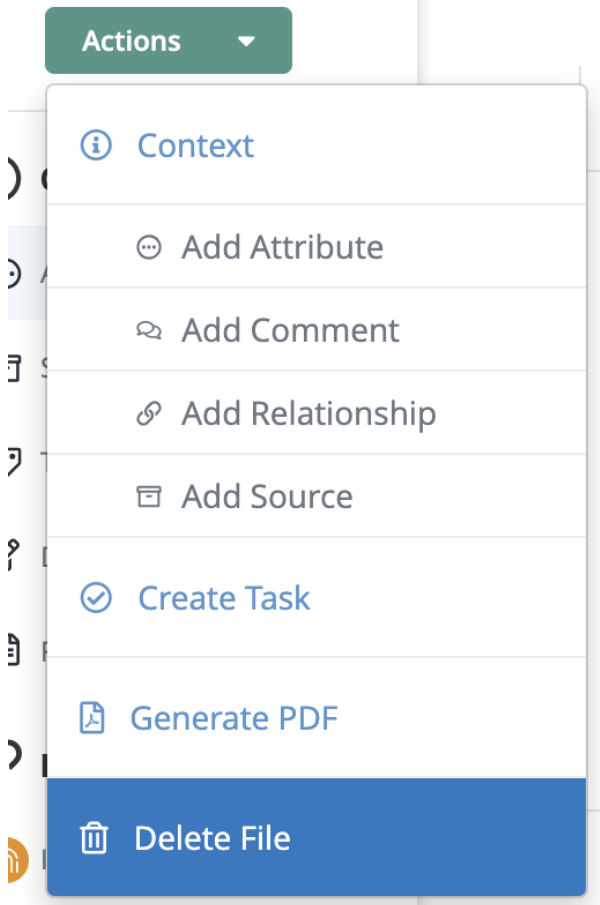 Actions
Context
Add Attribute
Add Comment
Add Relationship
Add Source
Create Task
Generate PDF
Delete File